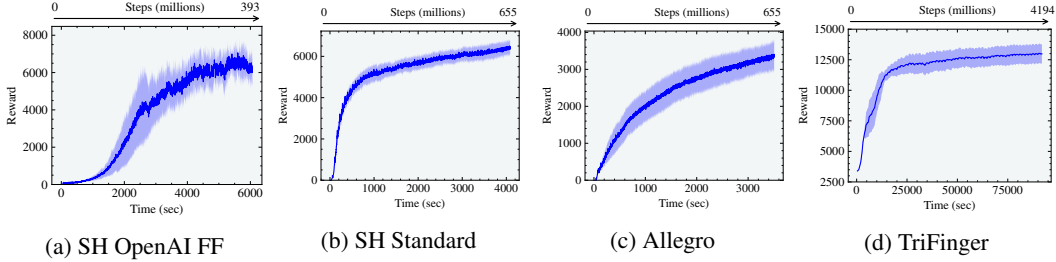 0 Steps (millions) 393
8000
6000
4000
2000
0
Reward
0 2000 4000 6000
Time (sec)
(a) SH OpenAI FF
0 Steps (millions) 655
6000
4000
2000
0
Reward
0 1000 2000 3000 4000
Time (sec)
(b) SH Standard
0 Steps (millions) 655
4000
3000
2000
1000
0
Reward
0 1000 2000 3000
Time (sec)
(c) Allegro
0 Steps (millions) 4194
15000
12500
10000
7500
5000
2500
Reward
0 25000 50000 75000
Time (sec)
(d) TriFinger